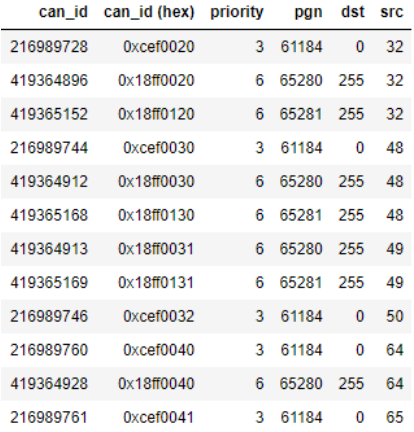 can_id can_id (hex) priority pgn dst src
216989728 0xcef0020 3 61184 0 32
419364896 0x18ff0020 6 65280 255 32
419365152 0x18ff0120 6 65281 255 32
216989744 0xcef0030 3 61184 0 48
419364912 0x18ff0030 6 65280 255 48
419365168 0x18ff0130 6 65281 255 48
419364913 0x18ff0031 6 65280 255 49
419365169 0x18ff0131 6 65281 255 49
216989746 0xcef0032 3 61184 0 50
216989760 0xcef0040 3 61184 0 64
419364928 0x18ff0040 6 65280 255 64
216989761 0xcef0041 3 61184 0 65